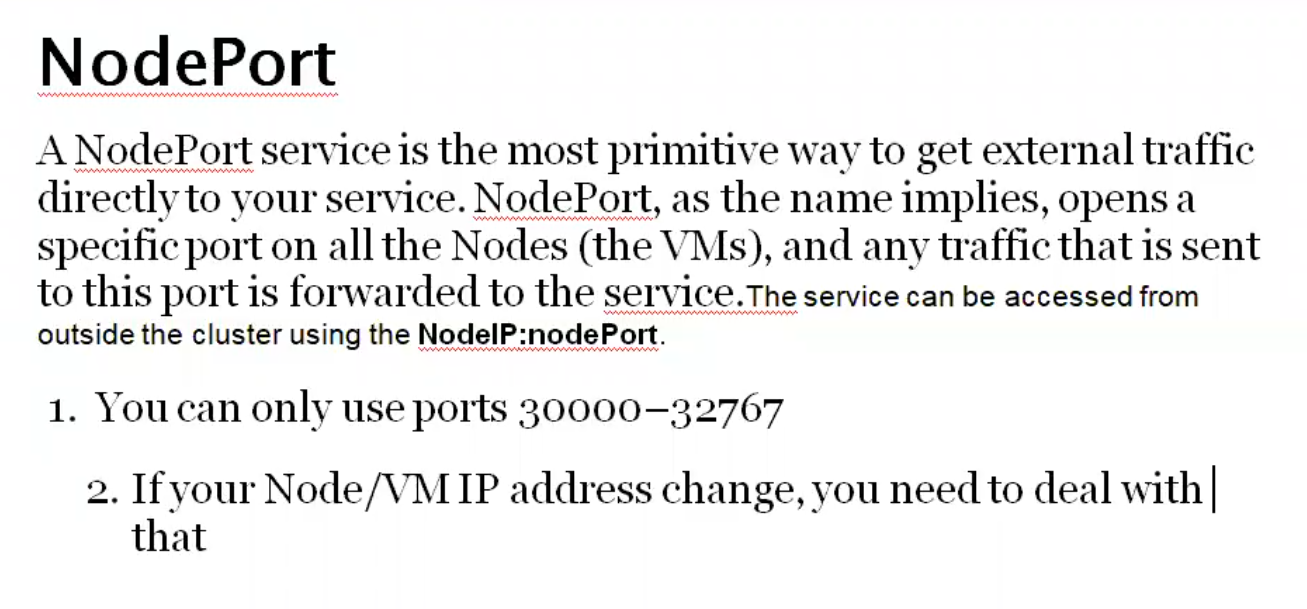 NodePort
A NodePort service is the most primitive way to get external traffic
directly to your service. NodePort, as the name implies, opens a
specific port on all the Nodes (the VMs), and any traffic that is sent
to this port is forwarded to the service.The service can be accessed from
outside the cluster using the NodeIP:nodePort.
1. You can only use ports 30000–32767
2. If your Node/VM IP address change, you need to deal with
that